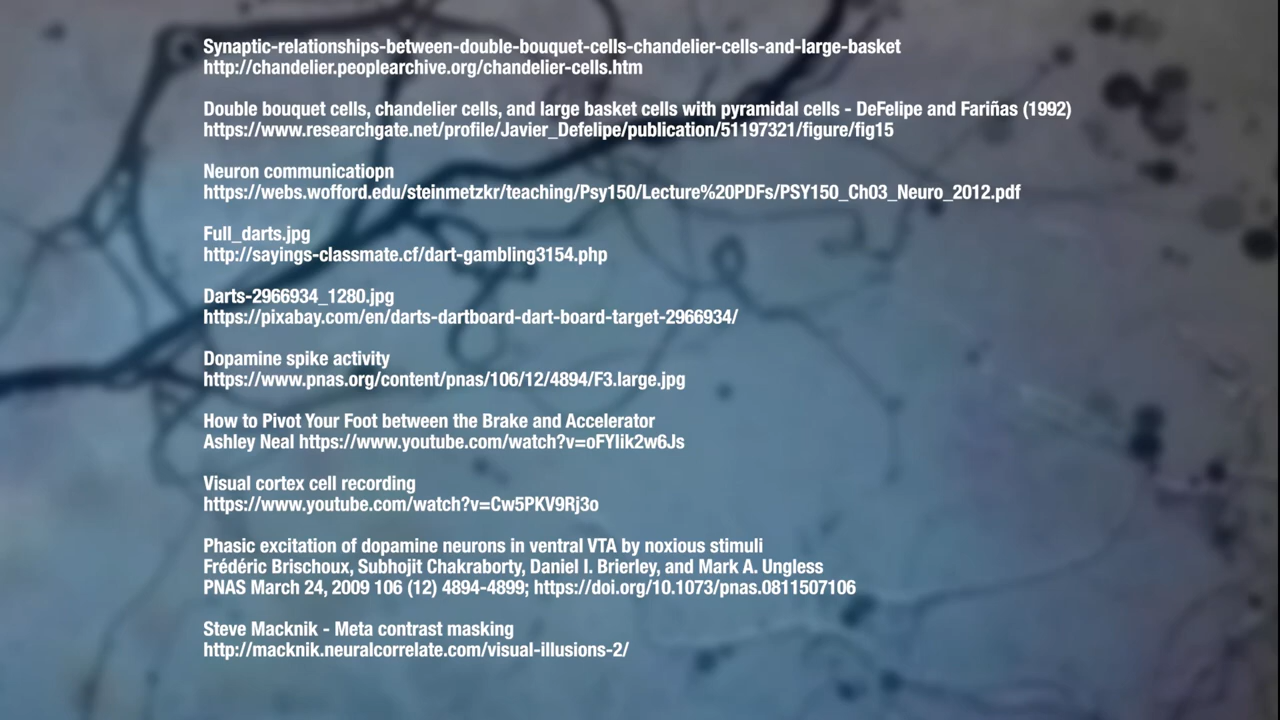 Synaptic-relationships-between-double-bouquet-cells-chandelier-cells-and-large-basket
http://chandelier.peoplearchive.org/chandelier-cells.htm
Double bouquet cells, chandelier cells, and large basket cells with pyramidal cells - DeFelipe and Fariñas (1992)
https://www.researchgate.net/profile/Javier_Defelipe/publication/51197321/figure/fig15
Neuron communicatiopn
https://webs.wofford.edu/steinmetzkr/teaching/Psy150/Lecture%20PDFs/PSY150_Ch03_Neuro_2012.pdf
Full_darts.jpg
http://sayings-classmate.cf/dart-gambling3154.php
Darts-2966934_1280.jpg
https://pixabay.com/en/darts-dartboard-dart-board-target-2966934/
Dopamine spike activity
https://www.pnas.org/content/pnas/106/12/4894/F3.large.jpg
How to Pivot Your Foot between the Brake and Accelerator
Ashley Neal https://www.youtube.com/watch?v=oFYIik2w6Js
Visual cortex cell recording
https://www.youtube.com/watch?v=Cw5PKV9Rj3o
Phasic excitation of dopamine neurons in ventral VTA by noxious stimuli
Frédéric Brischoux, Subhojit Chakraborty, Daniel I. Brierley, and Mark A. Ungless
PNAS March 24, 2009 106 (12) 4894-4899; https://doi.org/10.1073/pnas.0811507106
Steve Macknik - Meta contrast masking
http://macknik.neuralcorrelate.com/visual-illusions-2/